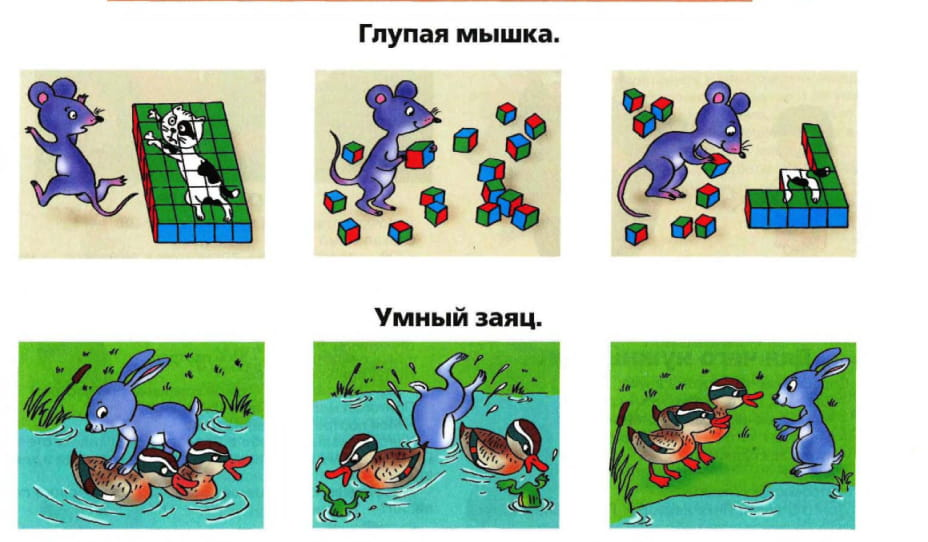 Глупая мышка.
Умный заяц.